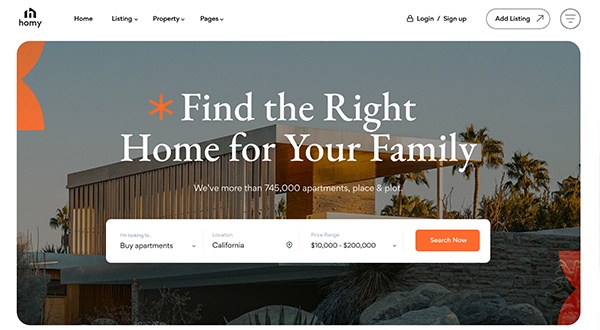 homy
Home
Listing
Property
Pages
Login / Sign up
Add Listing
Find the Right
Home for Your Family
We've more than 745,000 apartments, place & plot.
I'm looking to...
Buy apartments
Location
California
Price Range
$10,000 - $200,000
Search Now